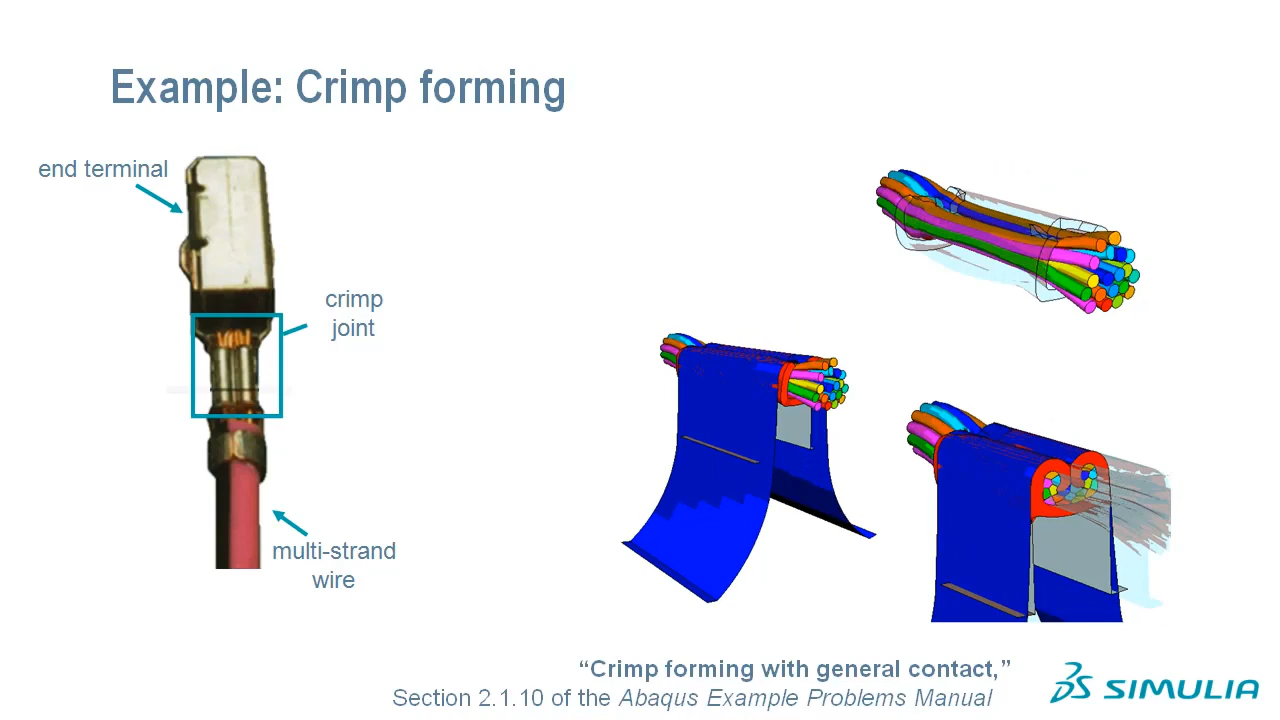 Example: Crimp forming
end terminal
crimp
joint
multi-strand
wire
“Crimp forming with general contact,”
Section 2.1.10 of the Abaqus Example Problems Manual
SIMULIA